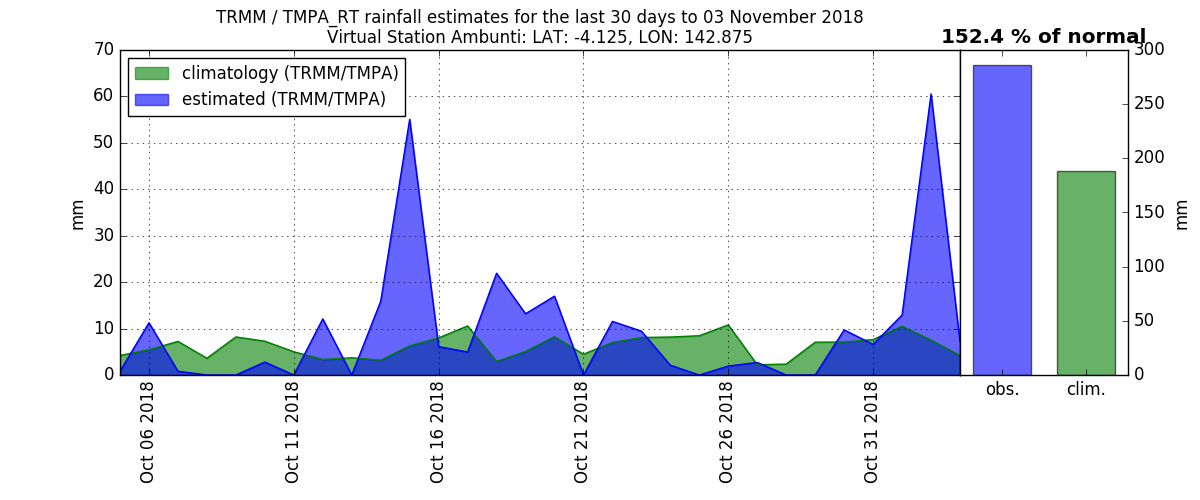 TRMM / TMPA_RT rainfall estimates for the last 30 days to 03 November 2018
Virtual Station Ambunti: LAT: -4.125, LON: 142.875
152.4 % of normal
climatology (TRMM/TMPA)
estimated (TRMM/TMPA)
70
60
50
40
30
20
10
0
mm
Oct 06 2018
Oct 11 2018
Oct 16 2018
Oct 21 2018
Oct 26 2018
Oct 31 2018
obs.
clim.
300
250
200
150
100
50
0
mm